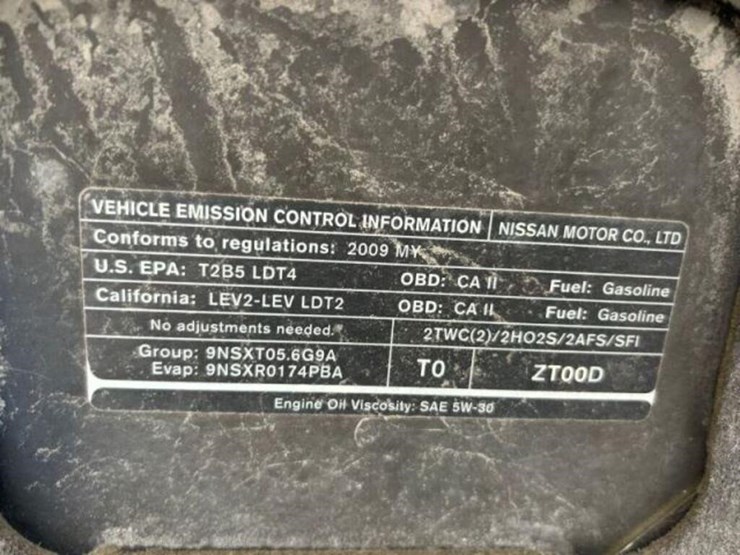 VEHICLE EMISSION CONTROL INFORMATION NISSAN MOTOR CO., LTD
Conforms to regulations: 2009 MY
U.S. EPA: T2B5 LDT4 OBD: CA II Fuel: Gasoline
California: LEV2-LEV LDT2 OBD: CA II Fuel: Gasoline
No adjustments needed. 2TWC(2)/2HO2S/2AFS/SFI
Group: 9NSXT05.6G9A
Evap: 9NSXR0174PBA T0 ZT00D
Engine Oil Viscosity: SAE 5W-30